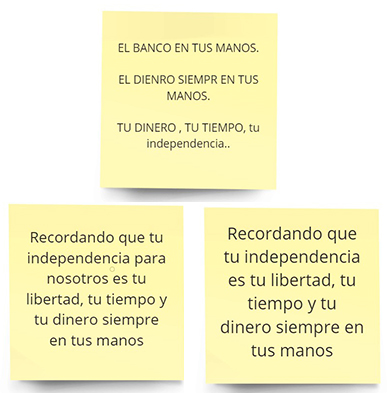 EL BANCO EN TUS MANOS.
EL DIENRO SIEMPR EN TUS
MANOS.
TU DINERO , TU TIEMPO, tu
independencia..
Recordando que tu
independencia para
nosotros es tu
libertad, tu tiempo y
tu dinero siempre
en tus manos
Recordando que
tu independencia
es tu libertad, tu
tiempo y tu
dinero siempre en
tus manos